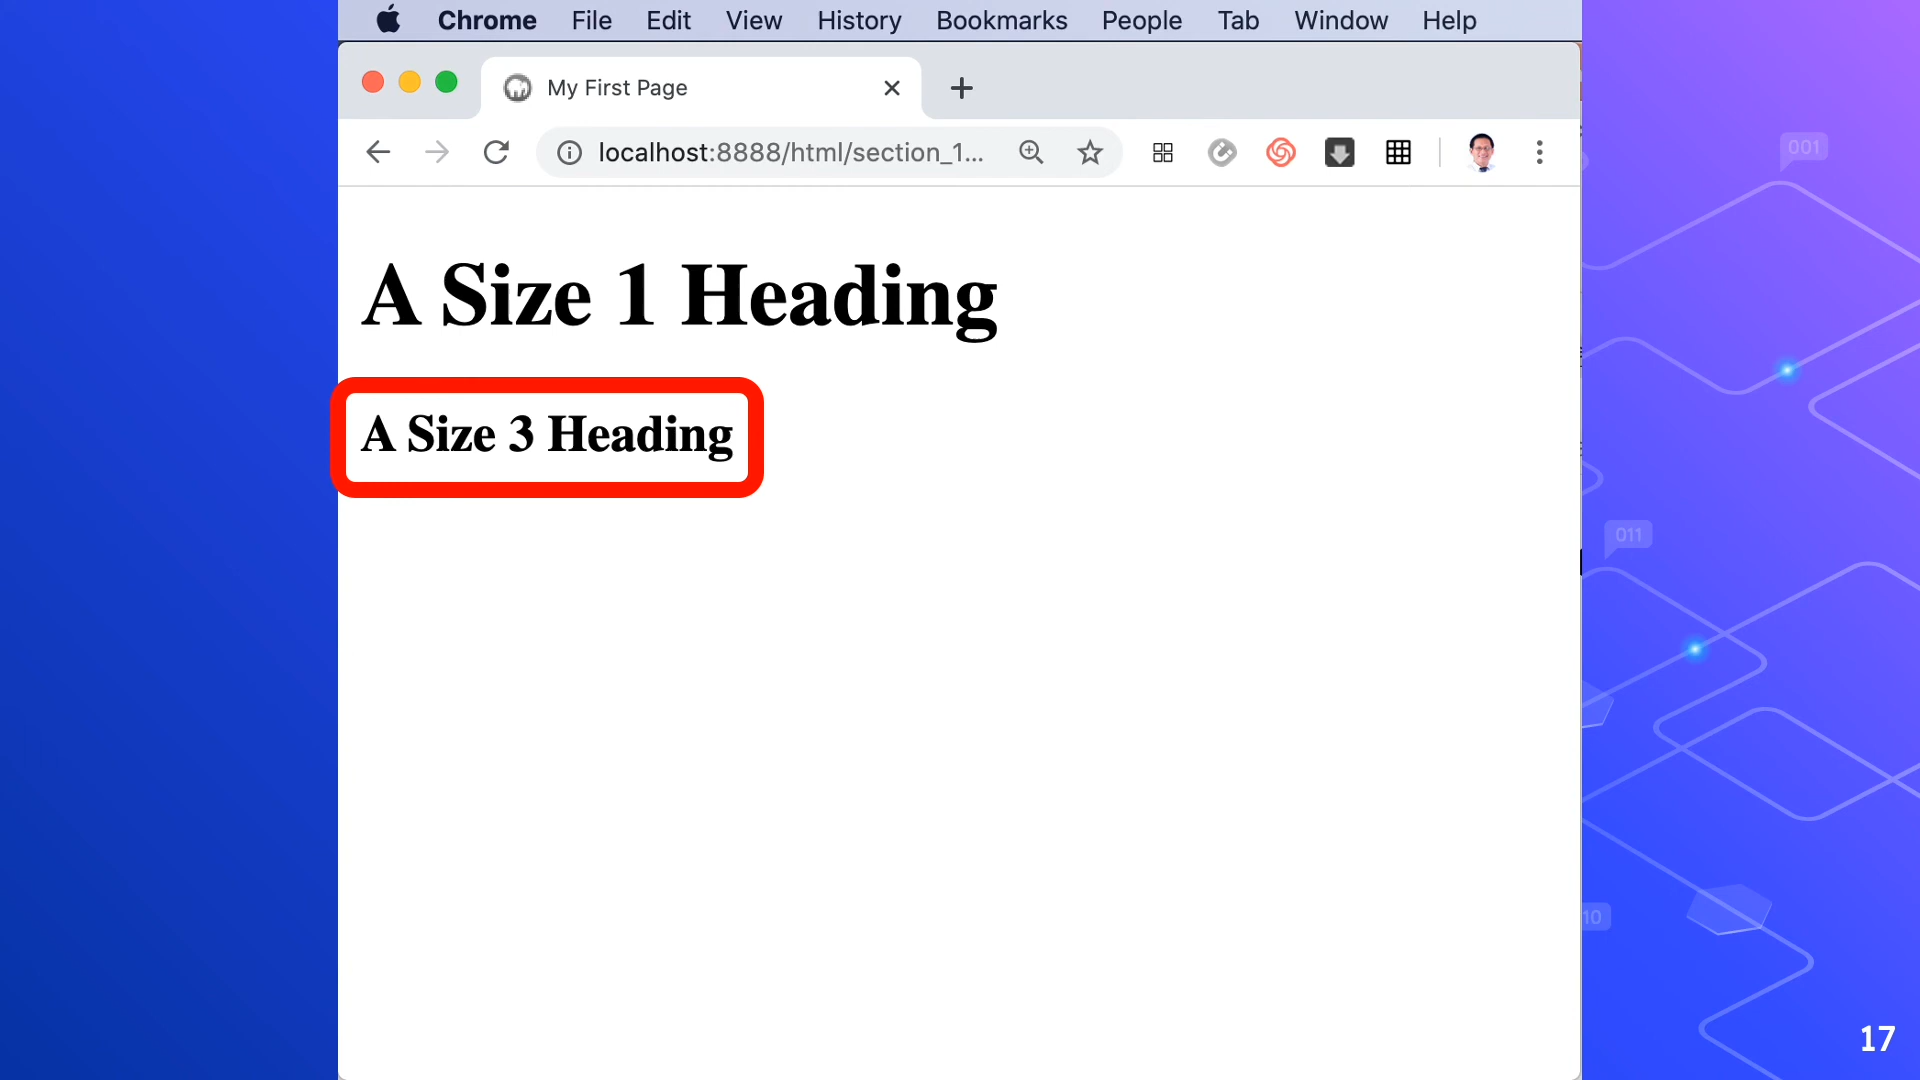 Chrome File Edit View History Bookmarks People Tab Window Help
My First Page
localhost:8888/html/section_1...
A Size 1 Heading
A Size 3 Heading
001
011
10
17